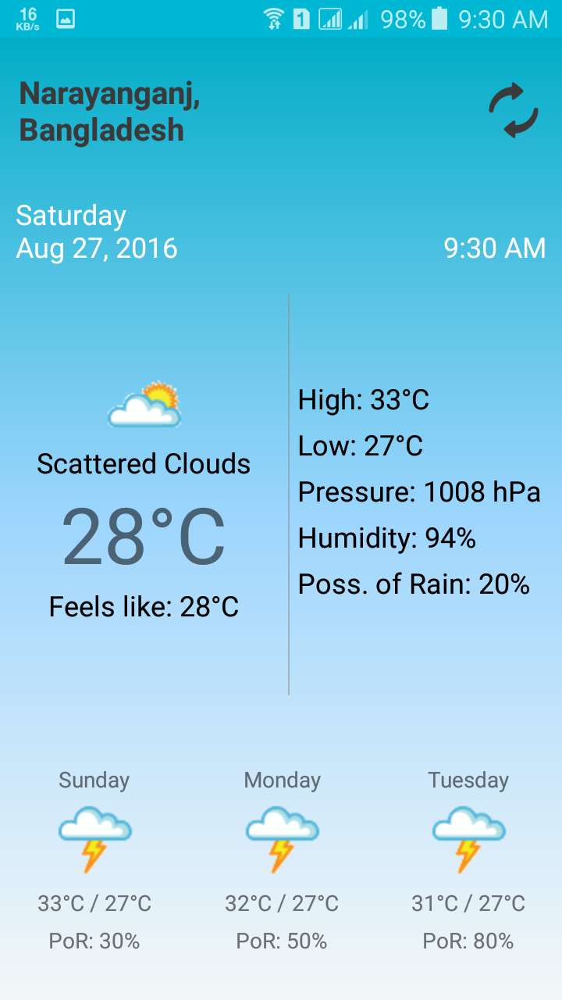 16
KB/s
1
98%
9:30 AM
Narayanganj,
Bangladesh
Saturday
Aug 27, 2016
9:30 AM
Scattered Clouds
28°C
Feels like: 28°C
High: 33°C
Low: 27°C
Pressure: 1008 hPa
Humidity: 94%
Poss. of Rain: 20%
Sunday
33°C / 27°C
PoR: 30%
Monday
32°C / 27°C
PoR: 50%
Tuesday
31°C / 27°C
PoR: 80%